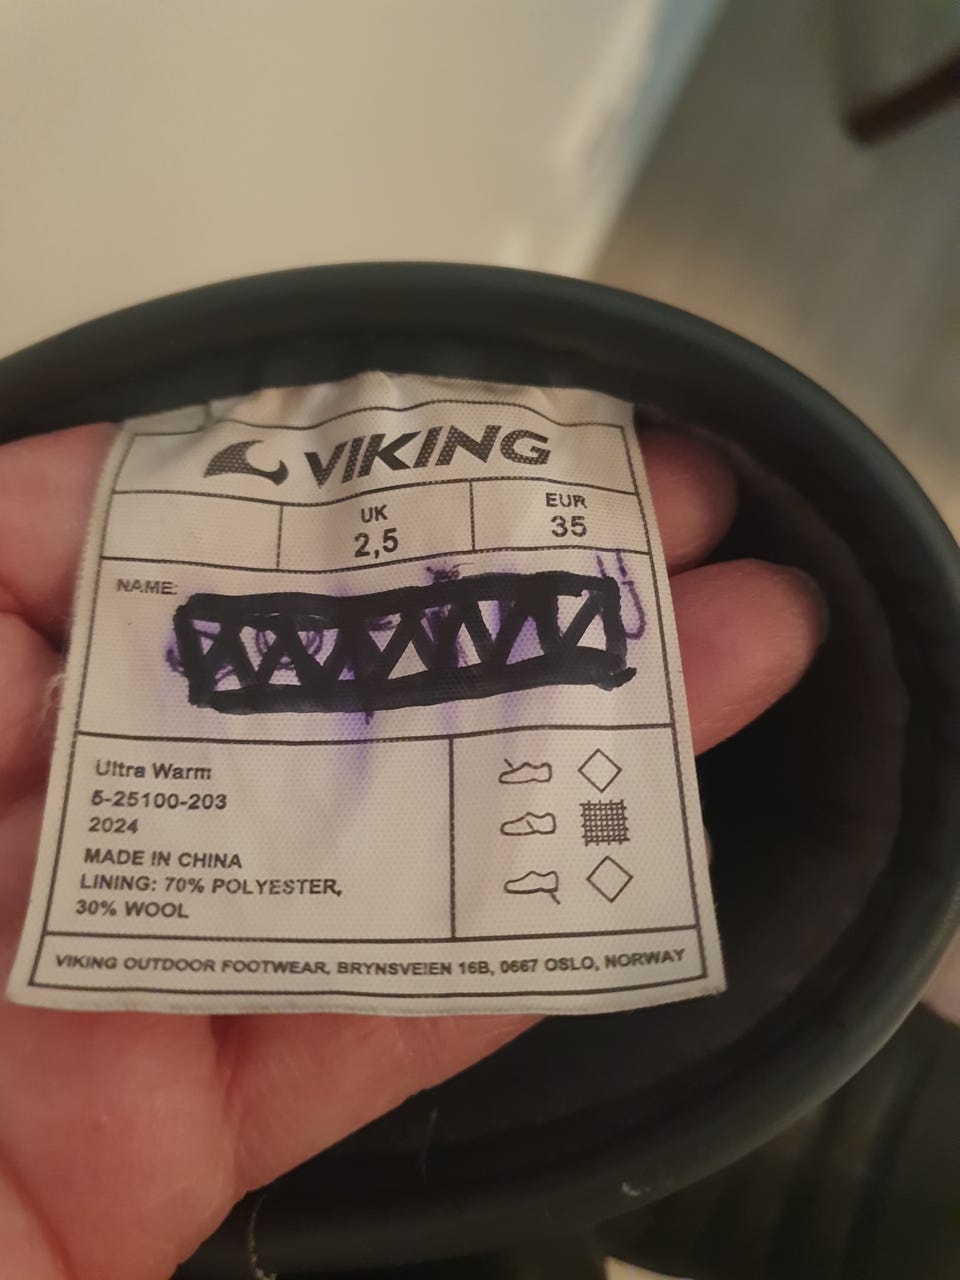 VIKING
UK
2,5
EUR
35
NAME:
Ultra Warm
5-25100-203
2024
MADE IN CHINA
LINING: 70% POLYESTER,
30% WOOL
VIKING OUTDOOR FOOTWEAR, BRYNSVEIEN 16B, 0667 OSLO, NORWAY